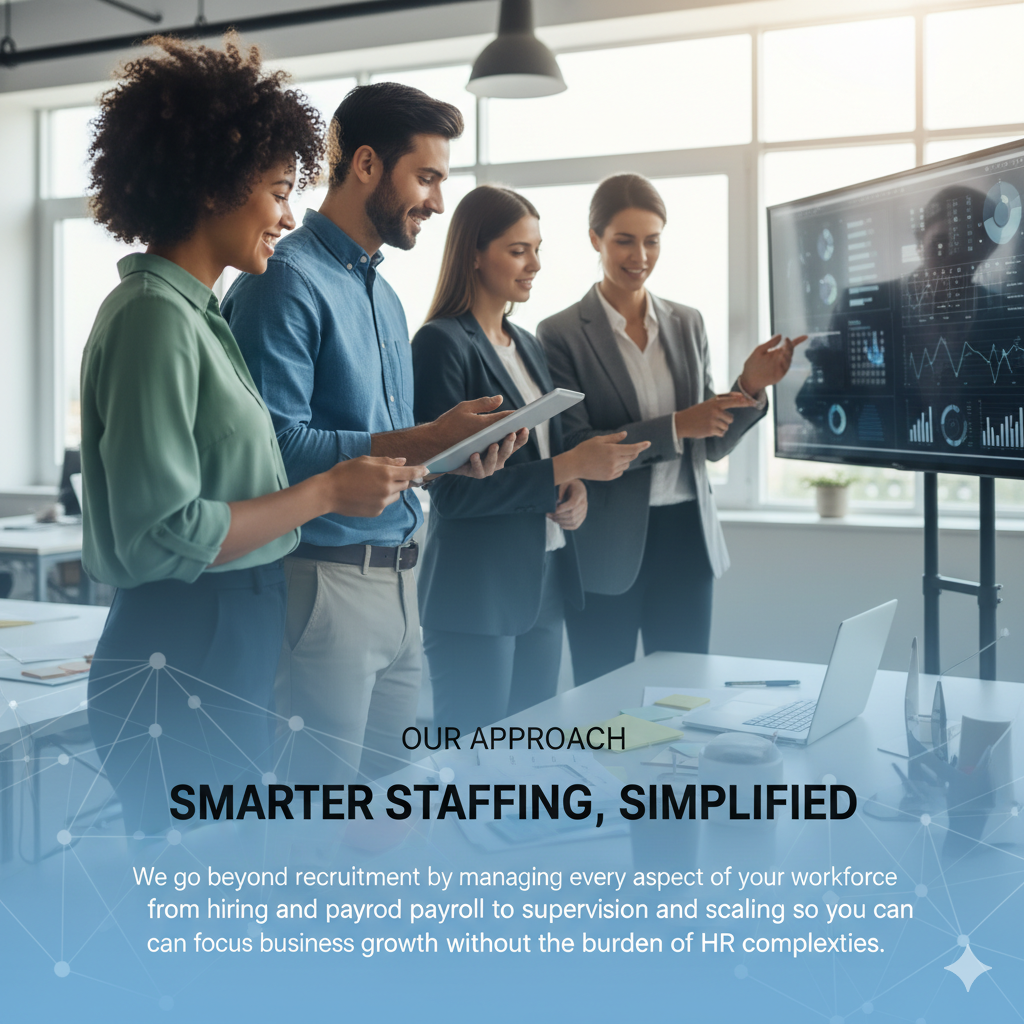 OUR APPROACH
SMARTER STAFFING, SIMPLIFIED
We go beyond recruitment by managing every aspect of your workforce
from hiring and payrod payroll to supervision and scaling so you can
can focus business growth without the burden of HR complexties.